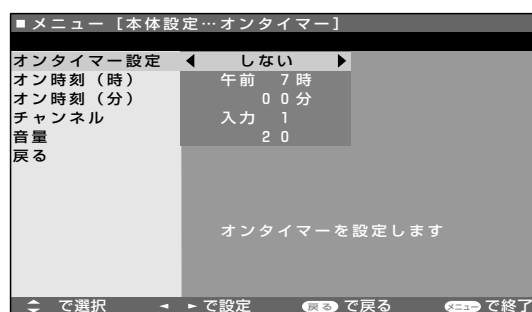 ■メニュー [本体設定…オンタイマー]
オンタイマー設定 ◀ しない ▶
オン時刻（時） 午前 7時
オン時刻（分） 00分
チャンネル 入力 1
音量 20
戻る
オンタイマーを設定します
で選択 ◄ ► で設定 戻る で戻る メニュー で終了